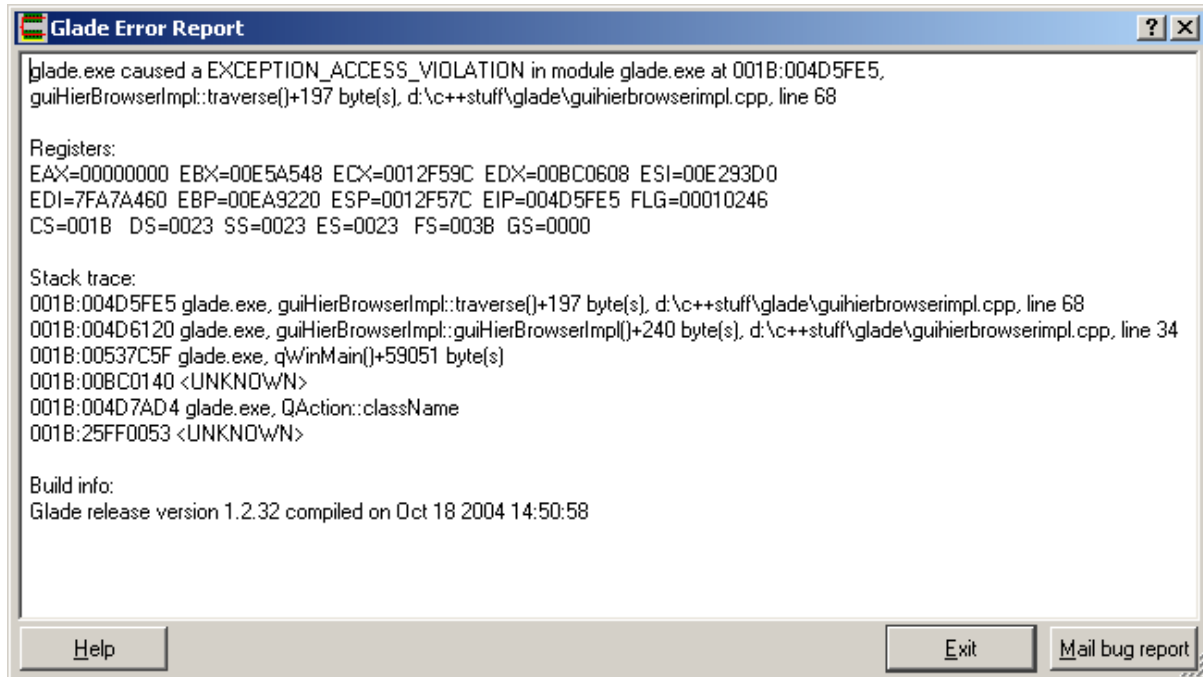 Glade Error Report
glade.exe caused a EXCEPTION_ACCESS_VIOLATION in module glade.exe at 001B:004D5FE5,
guiHierBrowserImpl::traverse()+197 byte(s), d:\c++stuff\glade\guihierbrowserimpl.cpp, line 68
Registers:
EAX=00000000 EBX=00E5A548 ECX=0012F59C EDX=00BC0608 ESI=00E293D0
EDI=7FA7A460 EBP=00EA9220 ESP=0012F57C EIP=004D5FE5 FLG=00010246
CS=001B DS=0023 SS=0023 ES=0023 FS=003B GS=0000
Stack trace:
001B:004D5FE5 glade.exe, guiHierBrowserImpl::traverse()+197 byte(s), d:\c++stuff\glade\guihierbrowserimpl.cpp, line 68
001B:004D6120 glade.exe, guiHierBrowserImpl::guiHierBrowserImpl()+240 byte(s), d:\c++stuff\glade\guihierbrowserimpl.cpp, line 34
001B:00537C5F glade.exe, qWinMain()+59051 byte(s)
001B:00BC0140 <UNKNOWN>
001B:004D7AD4 glade.exe, QAction::className
001B:25FF0053 <UNKNOWN>
Build info:
Glade release version 1.2.32 compiled on Oct 18 2004 14:50:58
Help Exit Mail bug report